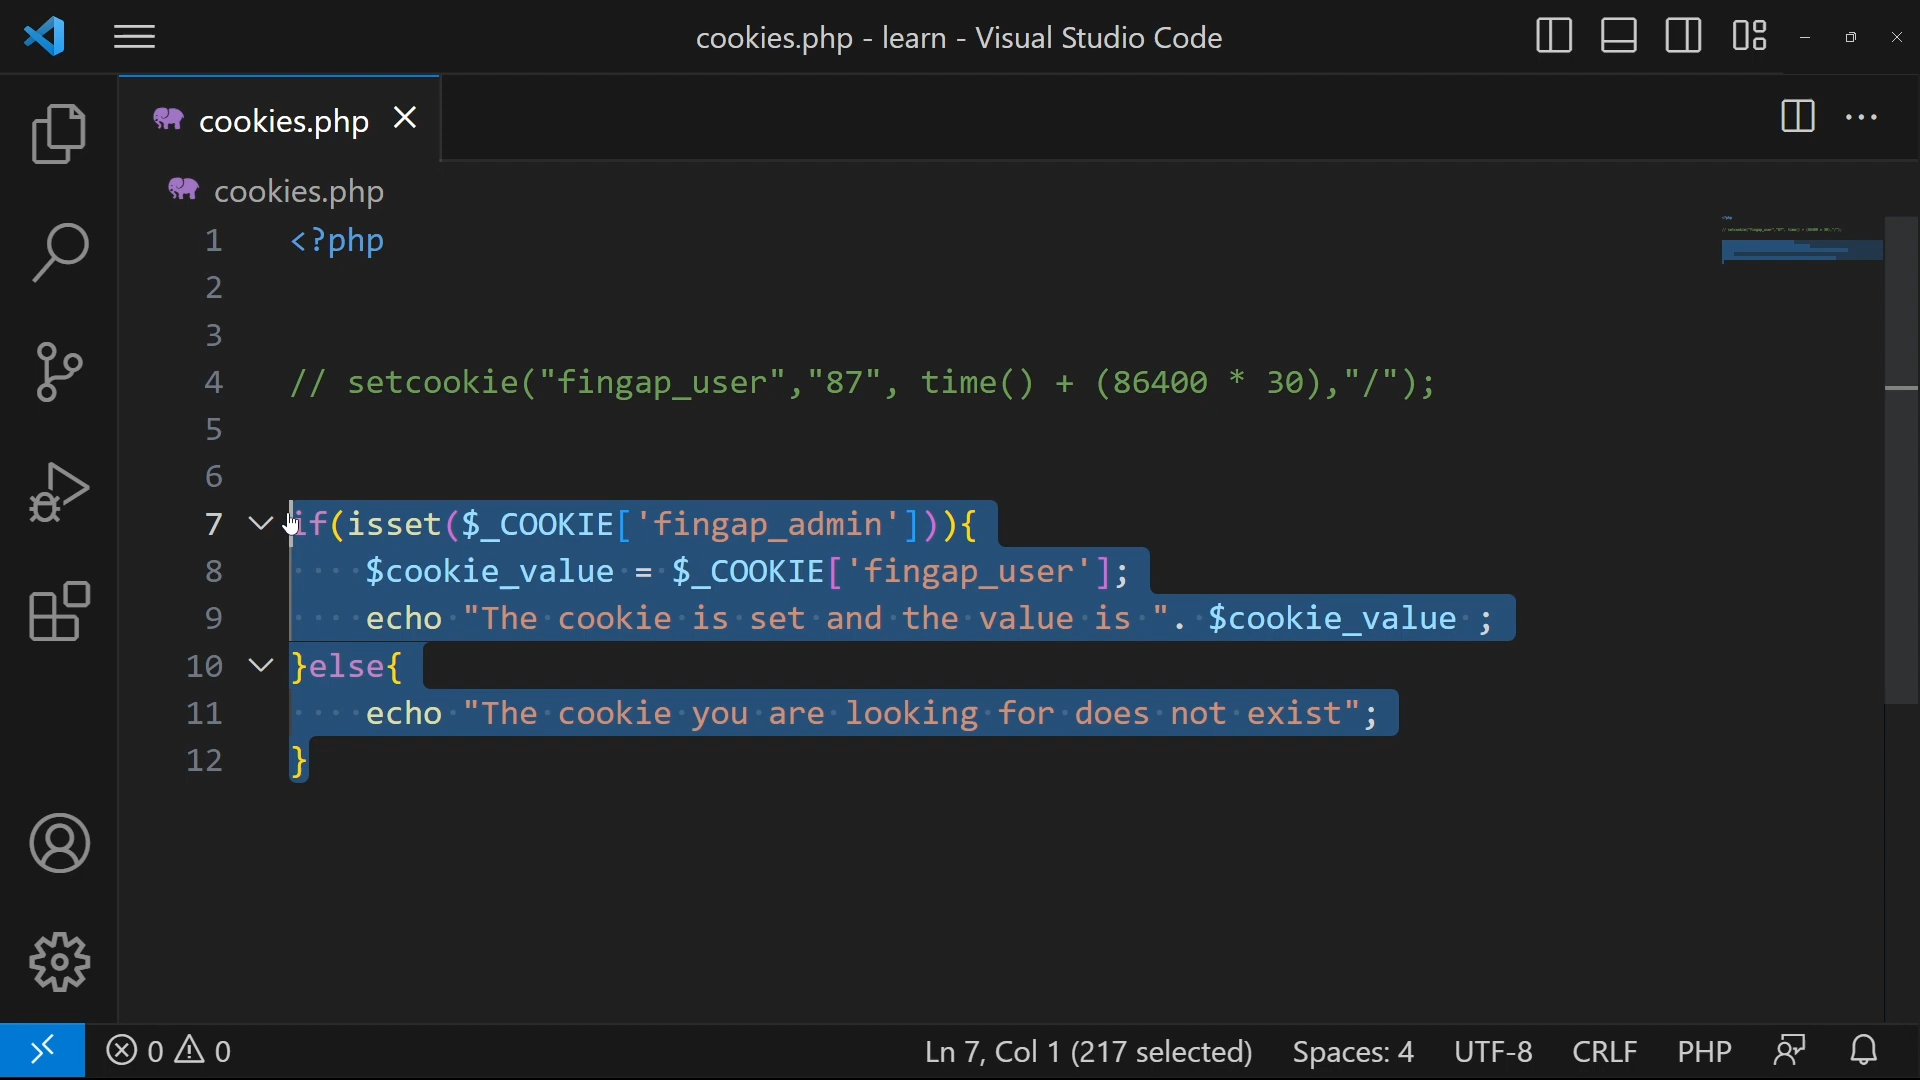 cookies.php - learn - Visual Studio Code
cookies.php
cookies.php
1 <?php
2
3
4 // setcookie("fingap_user","87", time() + (86400 * 30),"/");
5
6
7 if(isset($_COOKIE['fingap_admin'])){
8 $cookie_value = $_COOKIE['fingap_user'];
9 echo "The cookie is set and the value is ". $cookie_value ;
10 }else{
11 echo "The cookie you are looking for does not exist";
12 }
0 0 Ln 7, Col 1 (217 selected) Spaces: 4 UTF-8 CRLF PHP